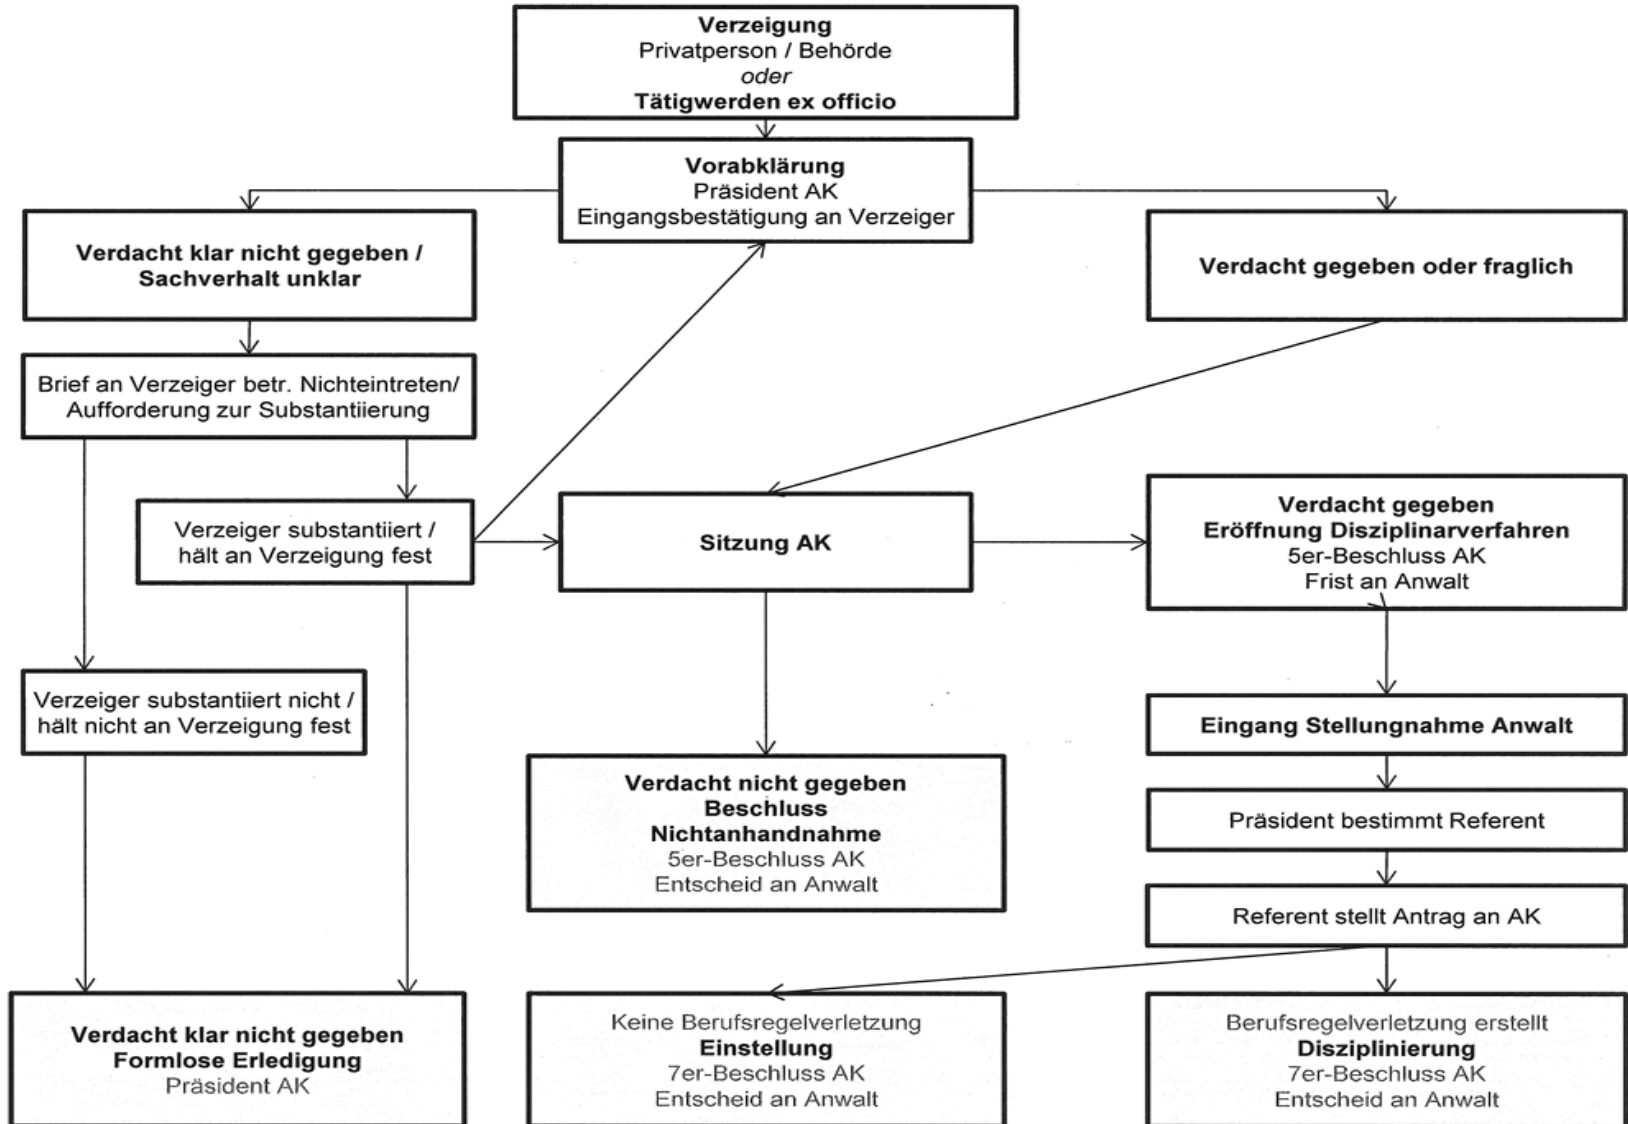 Verzeigung
Privatperson / Behörde
oder
Tätigwerden ex officio
Vorabklärung
Präsident AK
Eingangsbestätigung an Verzeiger
Verdacht klar nicht gegeben /
Sachverhalt unklar
Verdacht gegeben oder fraglich
Brief an Verzeiger betr. Nichteintreten/
Aufforderung zur Substantiierung
Verzeiger substantiiert /
hält an Verzeigung fest
Sitzung AK
Verdacht gegeben
Eröffnung Disziplinarverfahren
5er-Beschluss AK
Frist an Anwalt
Verzeiger substantiiert nicht /
hält nicht an Verzeigung fest
Eingang Stellungnahme Anwalt
Verdacht nicht gegeben
Beschluss
Nichtanhandnahme
5er-Beschluss AK
Entscheid an Anwalt
Präsident bestimmt Referent
Referent stellt Antrag an AK
Verdacht klar nicht gegeben
Formlose Erledigung
Präsident AK
Keine Berufsregelverletzung
Einstellung
7er-Beschluss AK
Entscheid an Anwalt
Berufsregelverletzung erstellt
Disziplinierung
7er-Beschluss AK
Entscheid an Anwalt